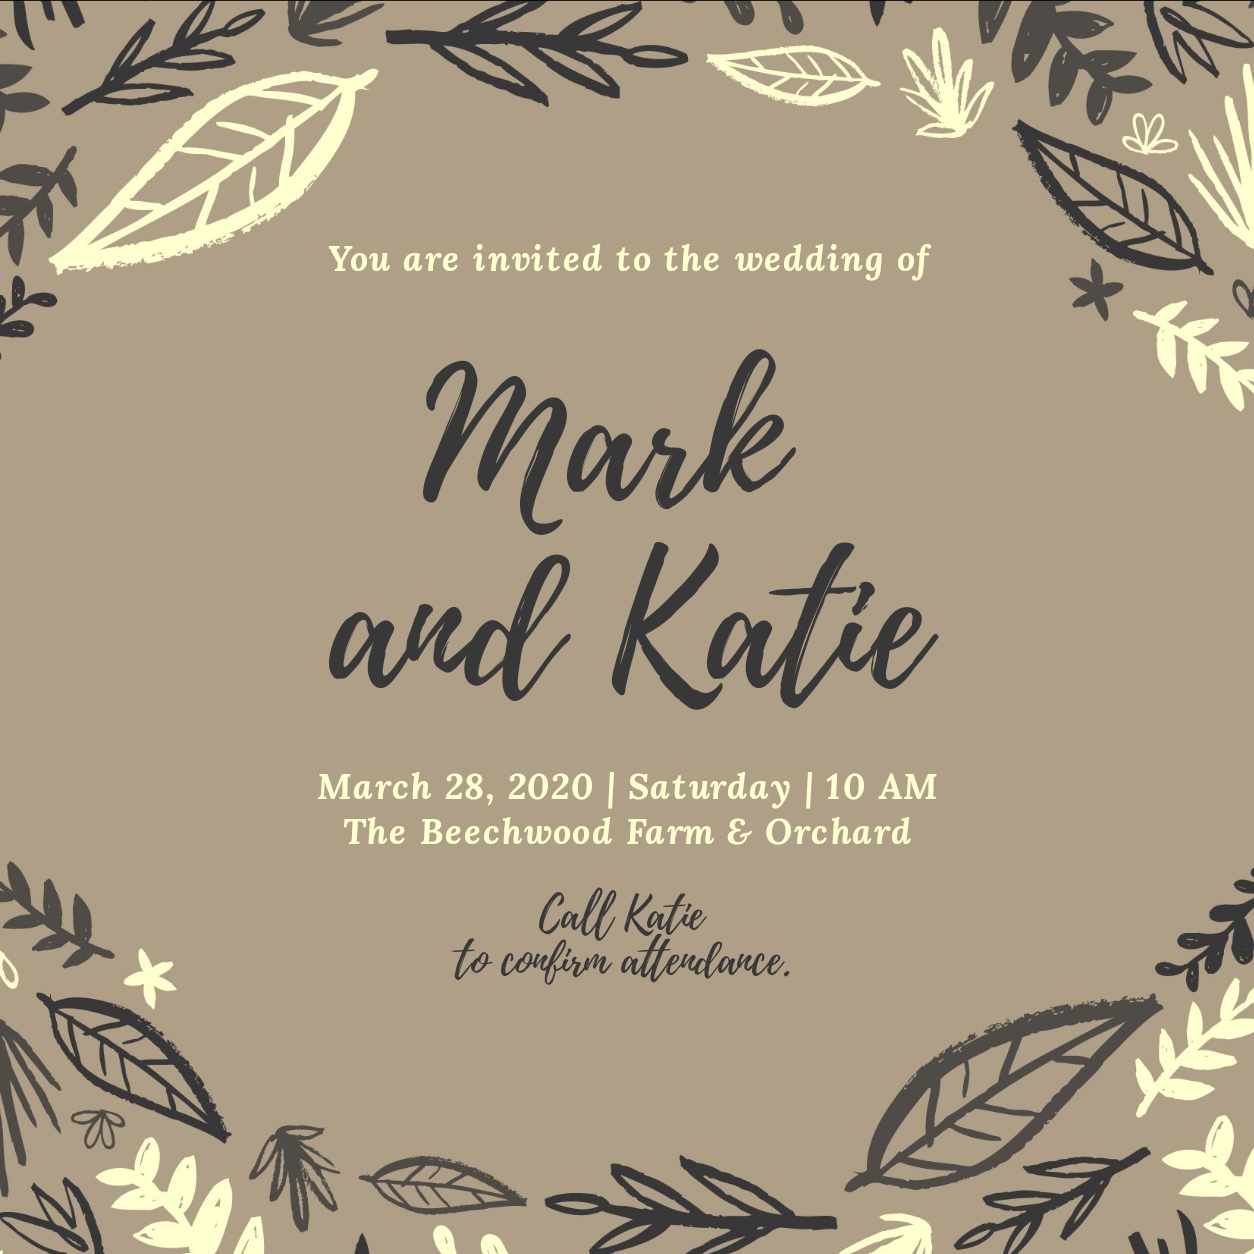 You are invited to the wedding of
Mark
and Katie
March 28, 2020 | Saturday | 10 AM
The Beechwood Farm & Orchard
Call Katie
to confirm attendance.